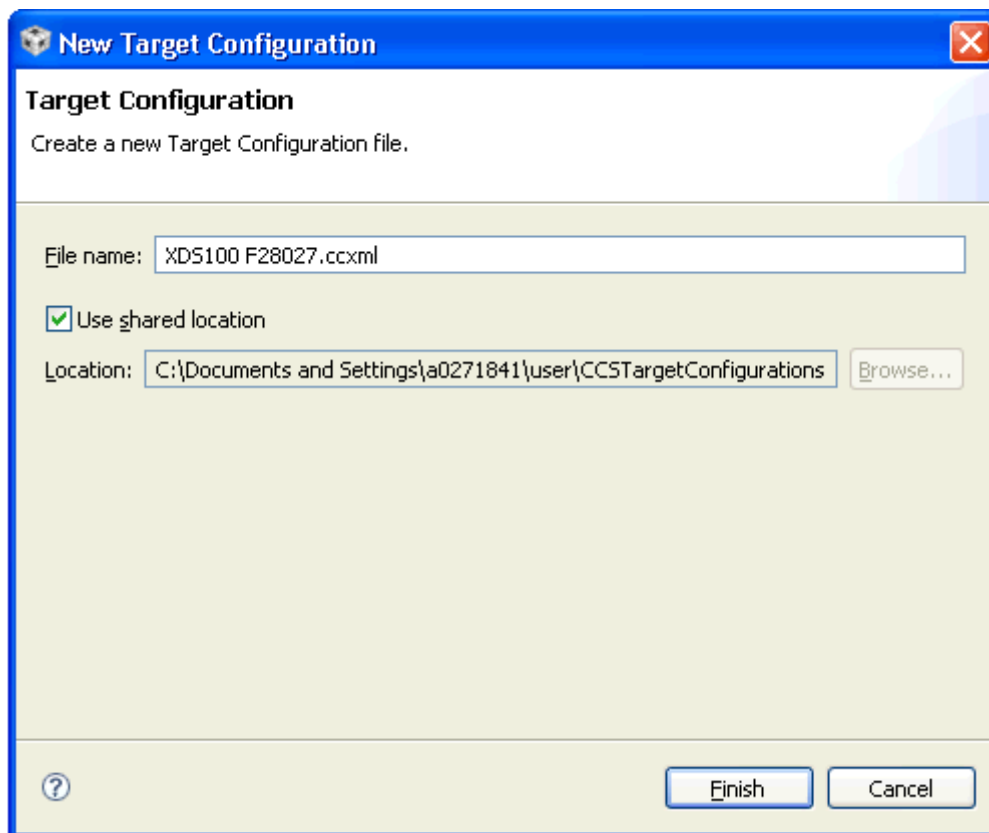 New Target Configuration
Target Configuration
Create a new Target Configuration file.
File name: XDS100 F28027.ccxml
Use shared location
Location: C:\Documents and Settings\a0271841\user\CCSTargetConfigurations Browse...
? Finish Cancel